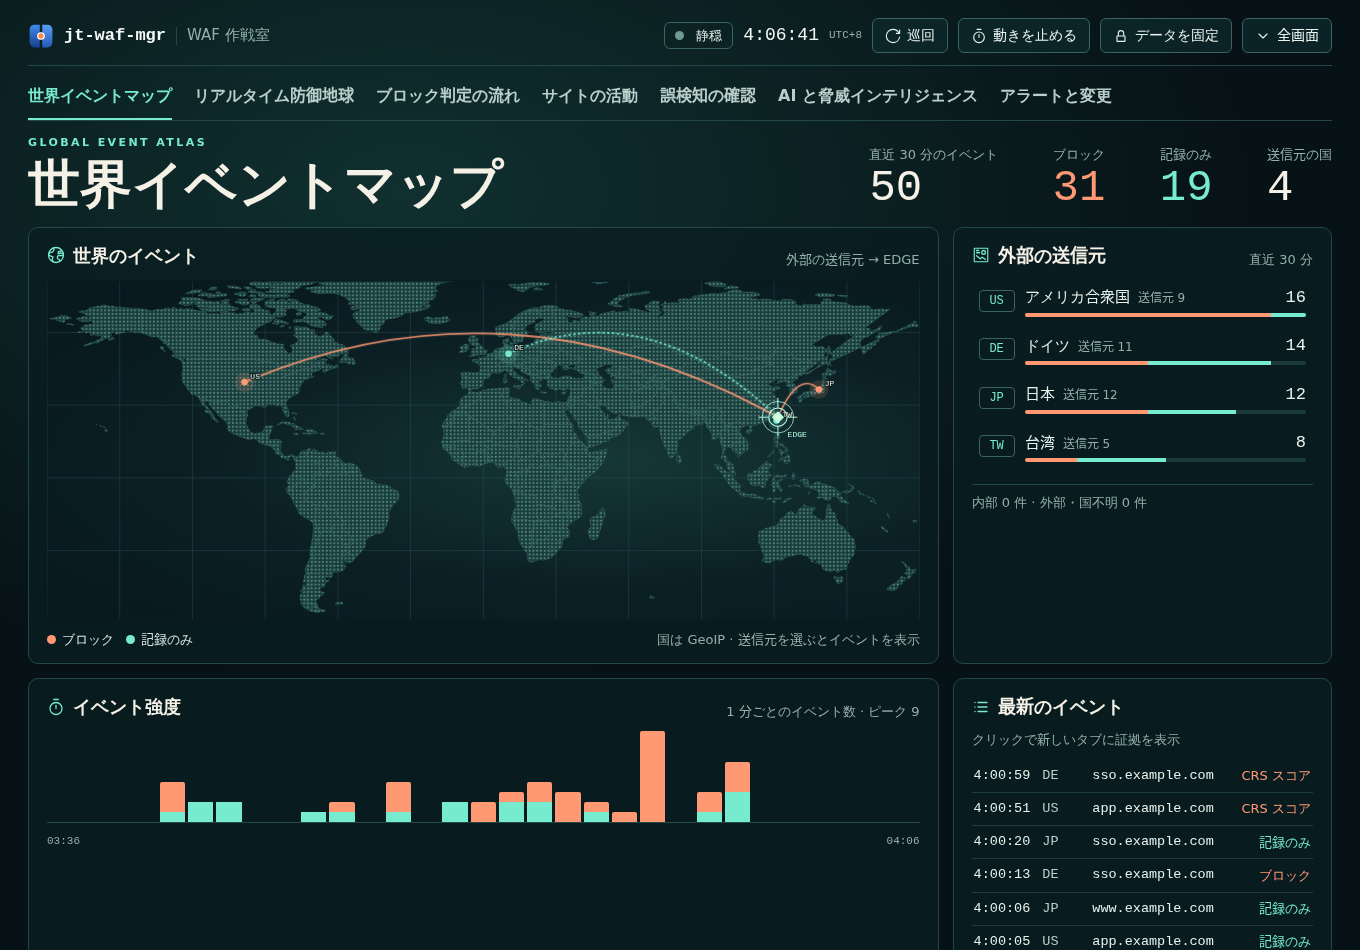 jt-waf-mgr WAF 作戦室 静穏 4:06:41 UTC+8 巡回 動きを止める データを固定 全画面
世界イベントマップ リアルタイム防御地球 ブロック判定の流れ サイトの活動 誤検知の確認 AI と脅威インテリジェンス アラートと変更
GLOBAL EVENT ATLAS
世界イベントマップ
直近 30 分のイベント ブロック 記録のみ 送信元の国
50 31 19 4
世界のイベント
外部の送信元 → EDGE
US
DE
JP
EDGE
ブロック 記録のみ
国は GeoIP · 送信元を選ぶとイベントを表示
外部の送信元 直近 30 分
US アメリカ合衆国 送信元 9 16
DE ドイツ 送信元 11 14
JP 日本 送信元 12 12
TW 台湾 送信元 5 8
内部 0 件 · 外部・国不明 0 件
イベント強度 1 分ごとのイベント数 · ピーク 9
03:36 04:06
最新のイベント
クリックで新しいタブに証拠を表示
4:00:59 DE sso.example.com CRS スコア
4:00:51 US app.example.com CRS スコア
4:00:20 JP sso.example.com 記録のみ
4:00:13 DE sso.example.com ブロック
4:00:06 JP www.example.com 記録のみ
4:00:05 US app.example.com 記録のみ